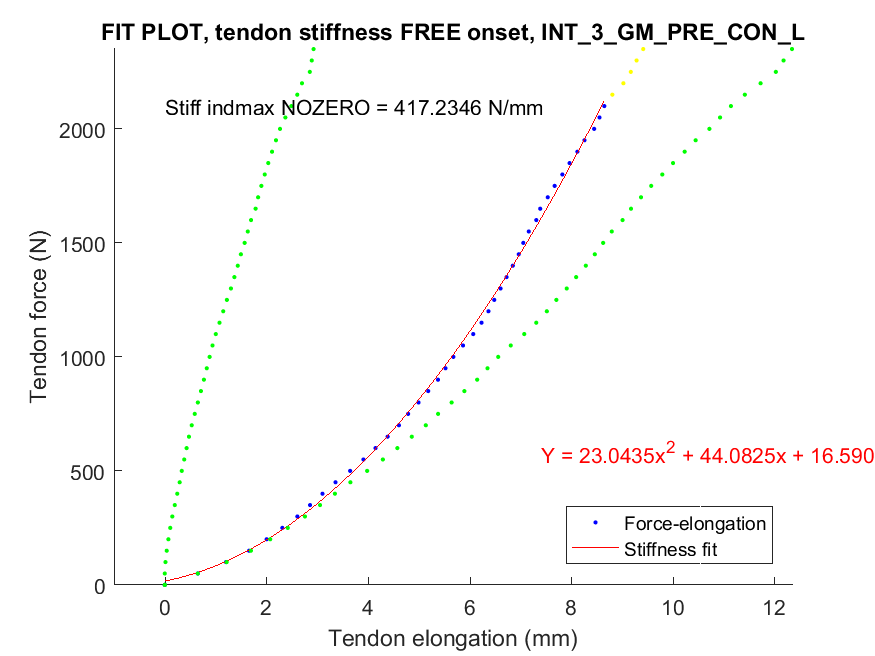 FIT PLOT, tendon stiffness FREE onset, INT_3_GM_PRE_CON_L
Stiff indmax NOZERO = 417.2346 N/mm
2000
1500
1000
500
0
Tendon force (N)
Y = 23.0435x² + 44.0825x + 16.590
Force-elongation
Stiffness fit
0 2 4 6 8 10 12
Tendon elongation (mm)